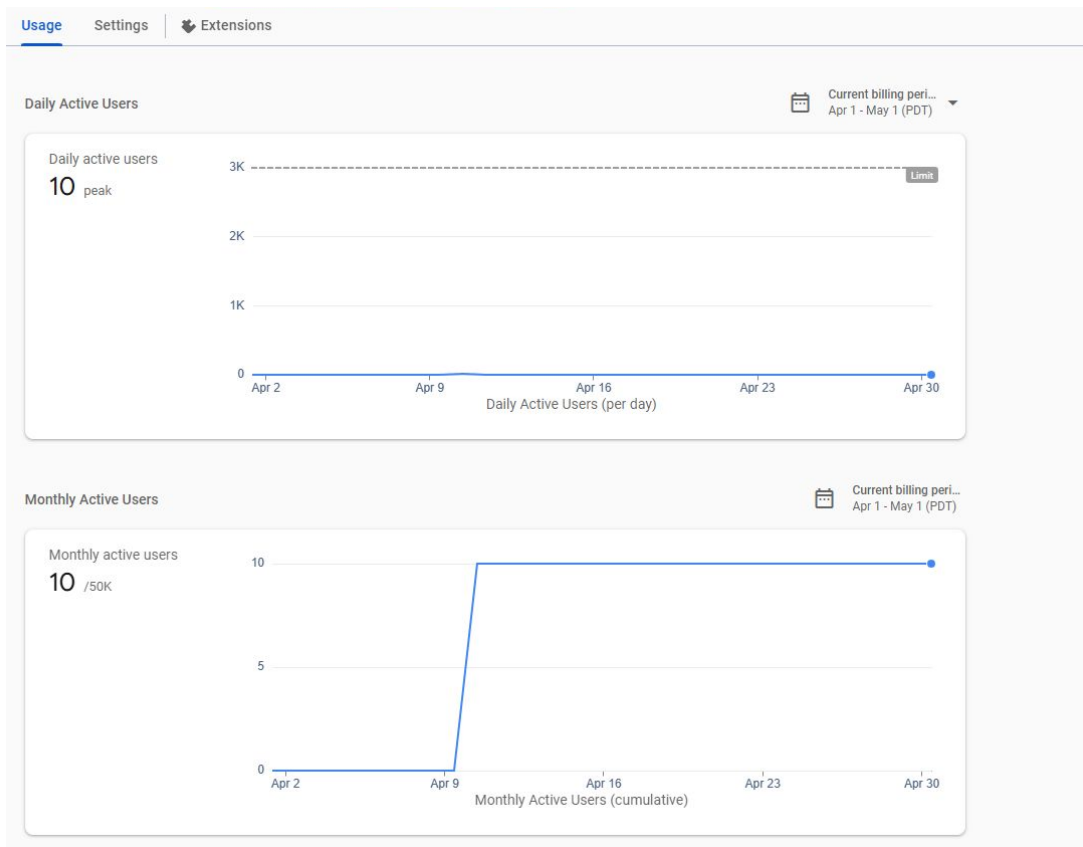 Usage Settings Extensions
Daily Active Users
Current billing peri...
Apr 1 - May 1 (PDT)
Daily active users
10 peak
3K
Limit
2K
1K
0
Apr 2 Apr 9 Apr 16 Apr 23 Apr 30
Daily Active Users (per day)
Monthly Active Users
Current billing peri...
Apr 1 - May 1 (PDT)
Monthly active users
10 /50K
10
5
0
Apr 2 Apr 9 Apr 16 Apr 23 Apr 30
Monthly Active Users (cumulative)